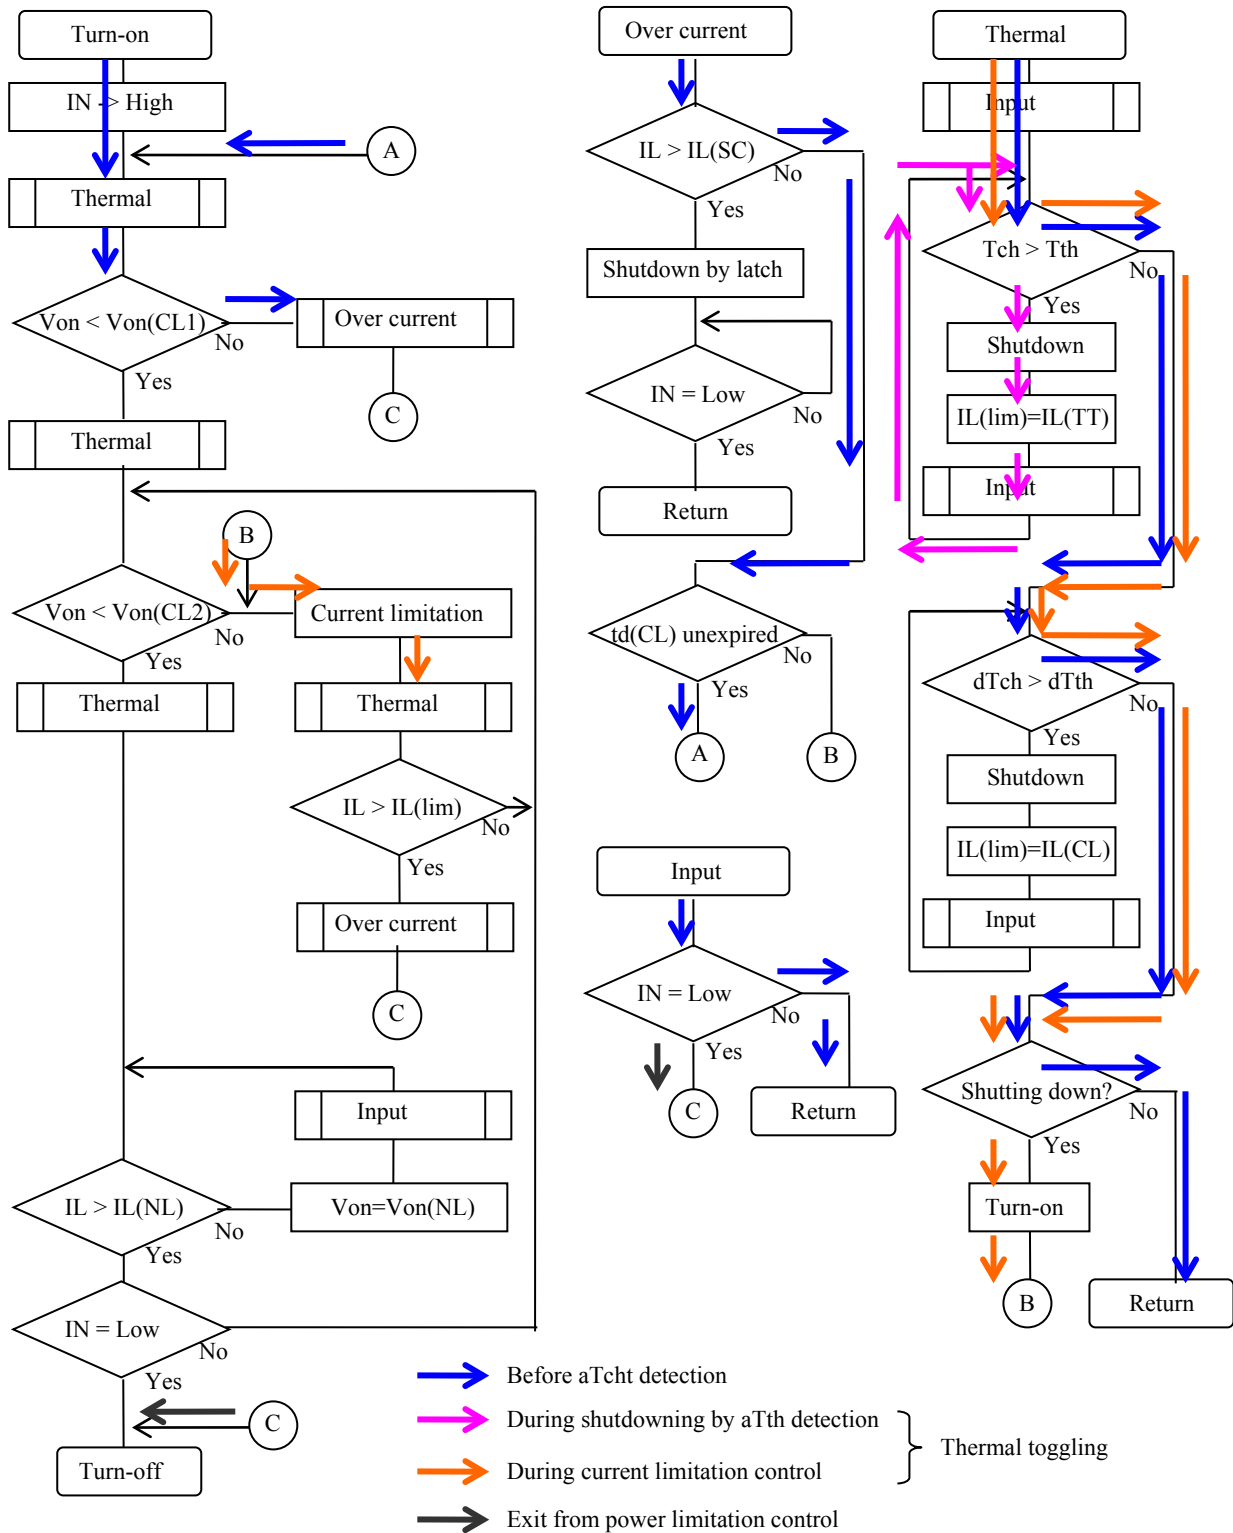 Turn-on
IN -> High
A
Thermal
Von < Von(CL1)
No
Yes
Over current
C
Thermal
B
Von < Von(CL2)
No
Yes
Current limitation
Thermal
Thermal
IL > IL(lim)
No
Yes
Over current
C
Input
IL > IL(NL)
No
Yes
Von=Von(NL)
IN = Low
No
Yes
C
Turn-off
Over current
IL > IL(SC)
No
Yes
Shutdown by latch
IN = Low
No
Yes
Return
td(CL) unexpired
No
Yes
A
B
Input
IN = Low
No
Yes
C
Return
Thermal
Input
Tch > Tth
No
Yes
Shutdown
IL(lim)=IL(TT)
Input
dTch > dTth
No
Yes
Shutdown
IL(lim)=IL(CL)
Input
Shutting down?
No
Yes
Turn-on
B
Return
Before aTcht detection
During shutdowning by aTth detection
During current limitation control
Thermal toggling
Exit from power limitation control